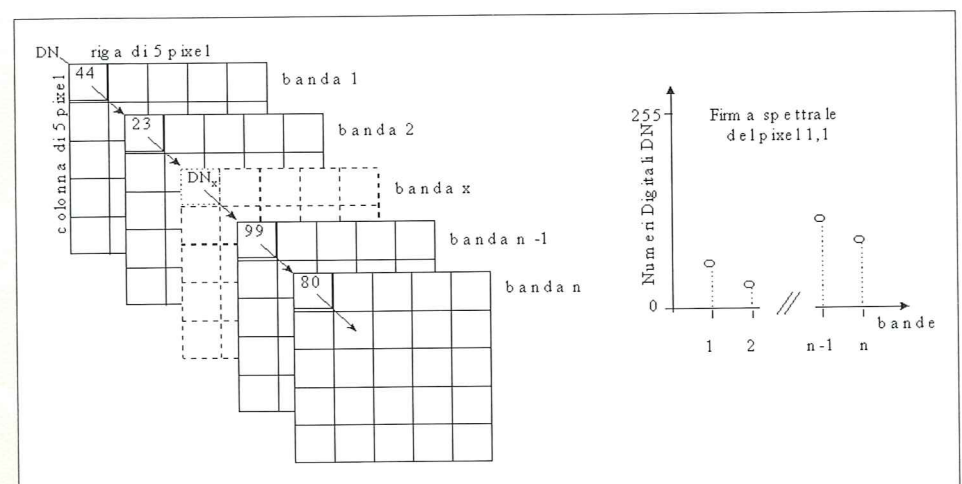 DN
riga di 5 pixel
colonna di 5 pixel
44
banda 1
23
banda 2
DNx
banda x
99
banda n -1
80
banda n
255
Firma spettrale
del pixel 1,1
Numeri Digitali DN
0
bande
1 2 n-1 n